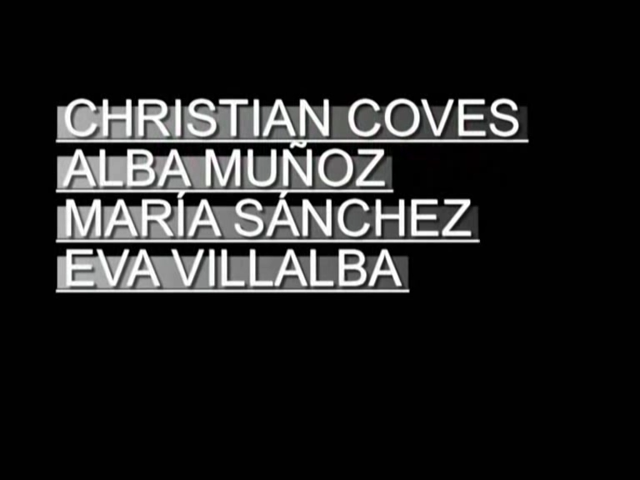 CHRISTIAN COVES
ALBA MUÑOZ
MARÍA SÁNCHEZ
EVA VILLALBA